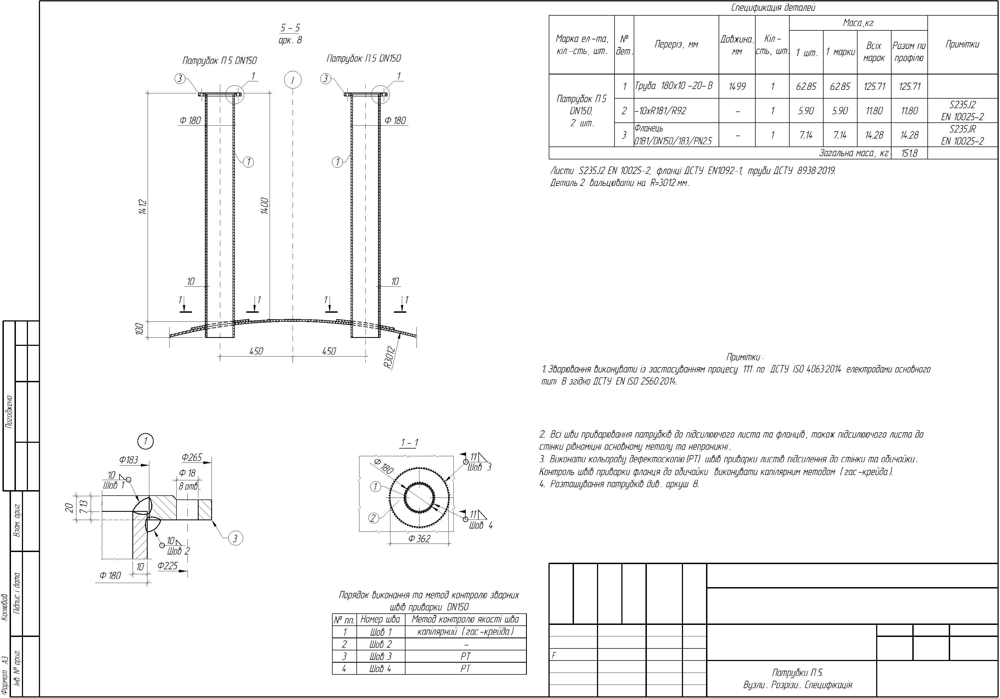 5 - 5
арк. 8
Патрубок П5 DN150
Патрубок П5 DN150
3
1
I
3
1
Ф 180
Ф 180
1
1
1412
1400
10
10
1
1
1
1
100
450
450
R3012
Спецификація деталей
Марка ел-та, кіл-сть, шт.
№ дет.
Переріз, мм
Довжина, мм
Кіл-сть, шт.
Маса,кг
1 шт.
1 марки
Всіх марок
Разом по профілю
Примітки
Патрубок П5 DN150, 2 шт.
1 Труба 180x10-20-В 1499 1 62.85 62.85 125.71 125.71
2 -10xR181/R92 - 1 5.90 5.90 11.80 11.80 S235J2 EN 10025-2
3 Фланець 01В1/DN150/183/PN2.5 - 1 7.14 7.14 14.28 14.28 S235JR EN 10025-2
Загальна маса, кг 151.8
Листи S235J2 EN 10025-2, фланці ДСТУ EN1092-1, труби ДСТУ 8938:2019.
Деталь 2 вальцювати на R=3012 мм.
Примітки:
1. Зварювання виконувати із застосуванням процесу 111 по ДСТУ ISO 4063:2014 електродами основного
типі В згідно ДСТУ EN ISO 2560:2014.
2. Всі шви приварювання патрубків до підсилюючого листа та фланців, також підсилюючого листа до
стінки рівноміцні основному металу та непроникні.
3. Виконати кольорову дефектоскопію (РТ) швів приварки листів підсилення до стінки та обичайки.
Контроль швів приварки фланця до обичайки виконувати капілярним методом (гас-крейда).
4. Розташування патрубків див. аркуш 8.
1
Ф183
Ф265
Ф 18
8 отв.
10
Шов 1
20
7
13
10
Шов 2
3
10
Ф225
Ф 180
1 - 1
Ф 180
11
Шов 3
1
2
11
Шов 4
Ф 362
Порядок виконання та метод контролю зварних
швів приварки DN150
№ пп. Номер шва Метод контролю якості шва
1 Шов 1 капілярний (гас-крейда)
2 Шов 2 -
3 Шов 3 РТ
4 Шов 4 РТ
F
Патрубки П5.
Вузли. Розрізи. Специфікація
Погоджено:
Взам. ориг.
Підпис і дата
Інв. № ориг.
Копіював
Формат А3